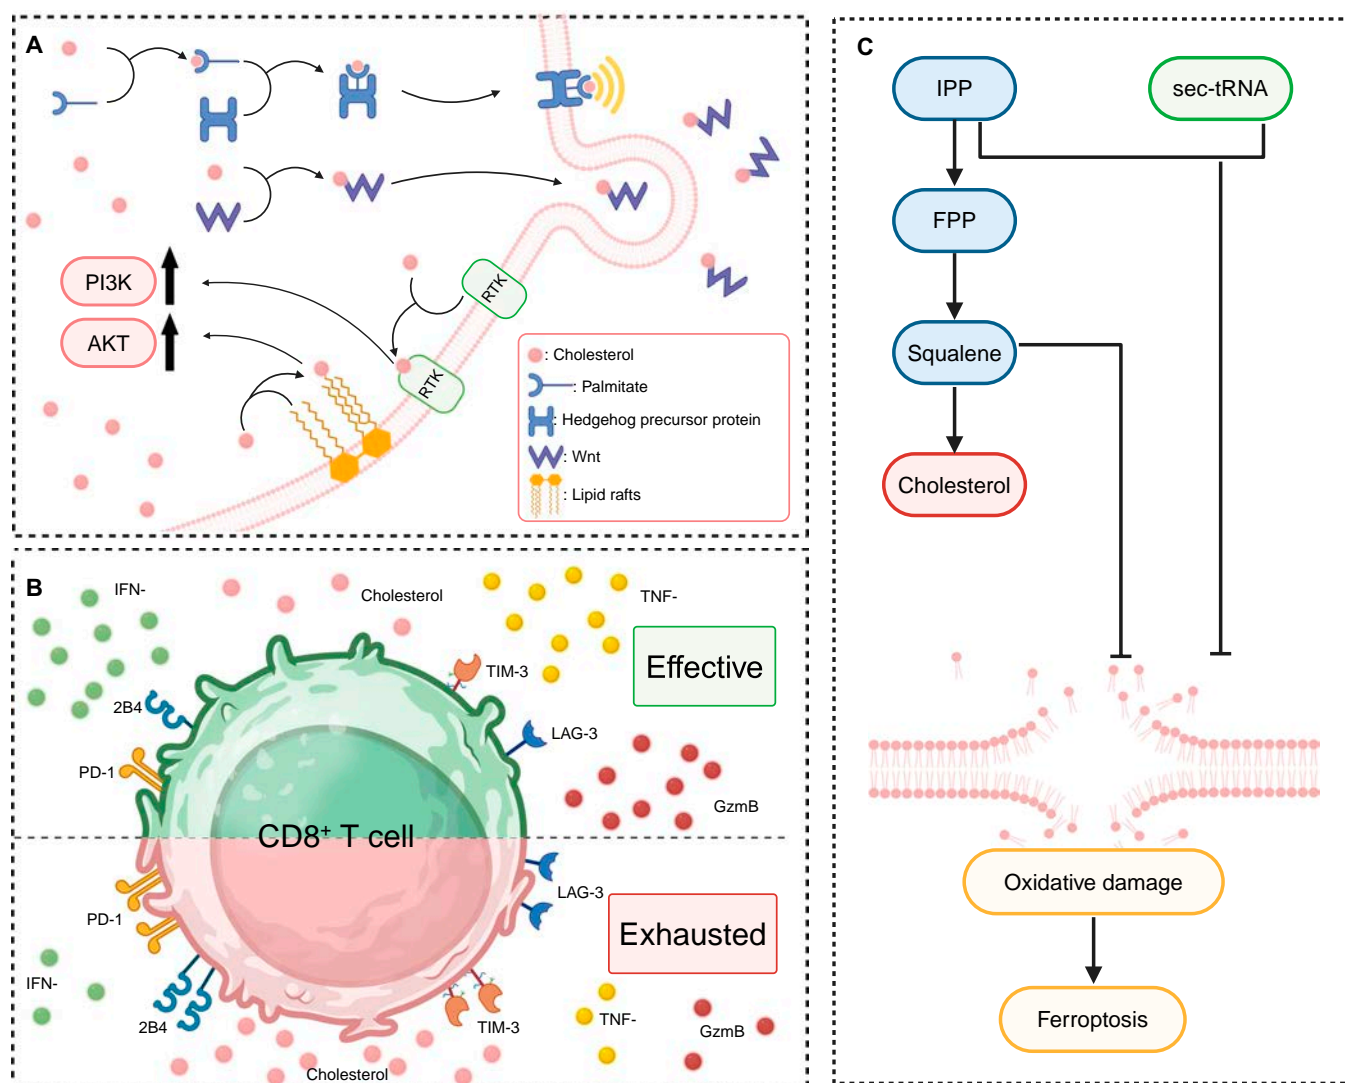 A
PI3K
AKT
RTK
RTK
: Cholesterol
: Palmitate
: Hedgehog precursor protein
: Wnt
: Lipid rafts
B
IFN-
Cholesterol
TNF-
Effective
TIM-3
2B4
LAG-3
PD-1
GzmB
CD8⁺ T cell
LAG-3
PD-1
Exhausted
IFN-
2B4
TIM-3
TNF-
GzmB
Cholesterol
C
IPP
sec-tRNA
FPP
Squalene
Cholesterol
Oxidative damage
Ferroptosis